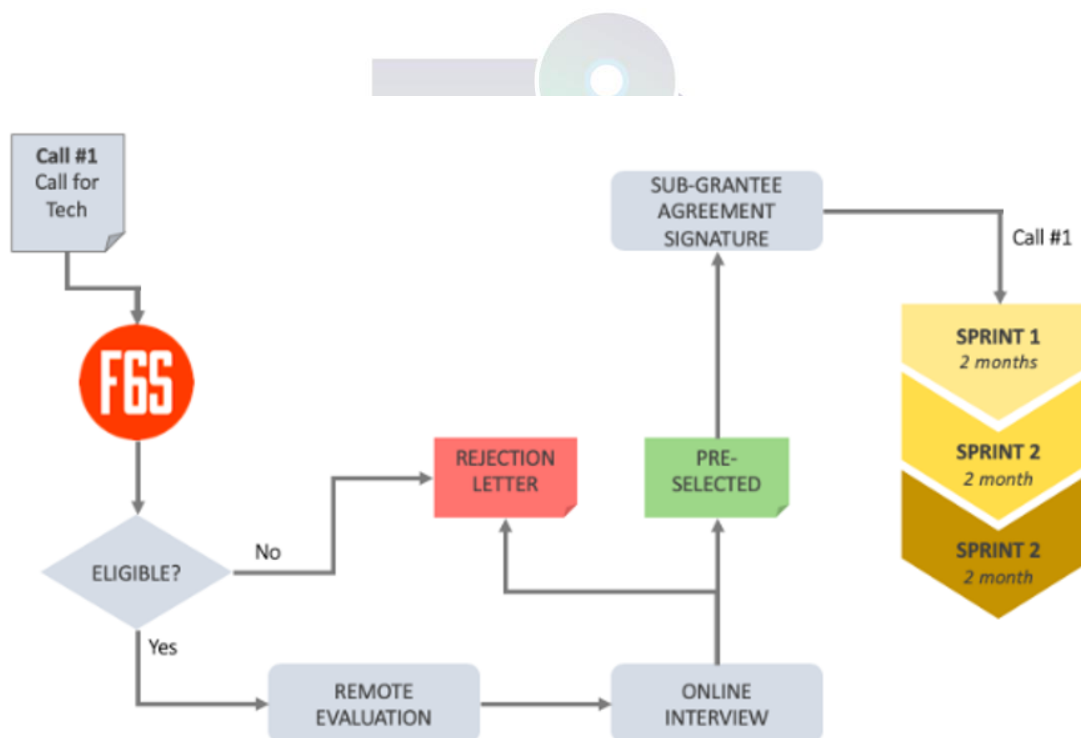 Call #1
Call for
Tech
F6S
ELIGIBLE?
No
Yes
REJECTION
LETTER
REMOTE
EVALUATION
ONLINE
INTERVIEW
PRE-
SELECTED
SUB-GRANTEE
AGREEMENT
SIGNATURE
Call #1
SPRINT 1
2 months
SPRINT 2
2 month
SPRINT 2
2 month